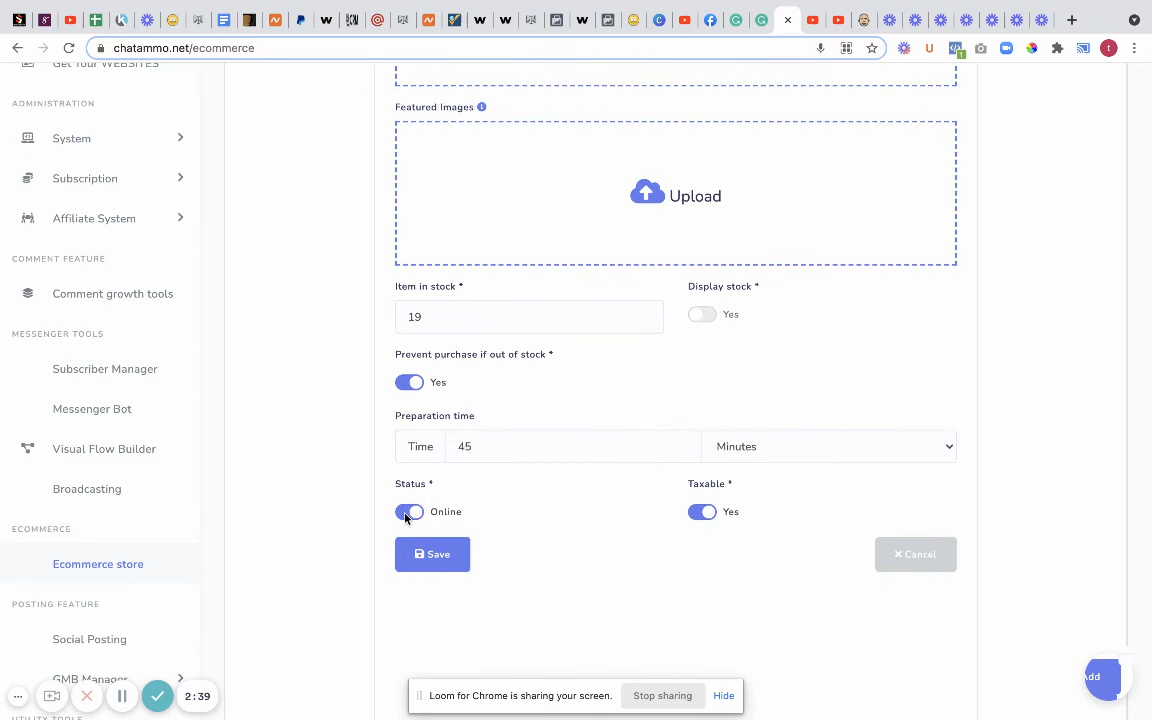 chatammo.net/ecommerce
Get Your WEBSITES
ADMINISTRATION
System
Subscription
Affiliate System
COMMENT FEATURE
Comment growth tools
MESSENGER TOOLS
Subscriber Manager
Messenger Bot
Visual Flow Builder
Broadcasting
ECOMMERCE
Ecommerce store
POSTING FEATURE
Social Posting
GMB Manager
2:39
UTILITY TOOLS
Featured Images
Upload
Item in stock *
Display stock *
19
Yes
Prevent purchase if out of stock *
Yes
Preparation time
Time 45 Minutes
Status *
Taxable *
Online
Yes
Save
Cancel
Loom for Chrome is sharing your screen. Stop sharing Hide